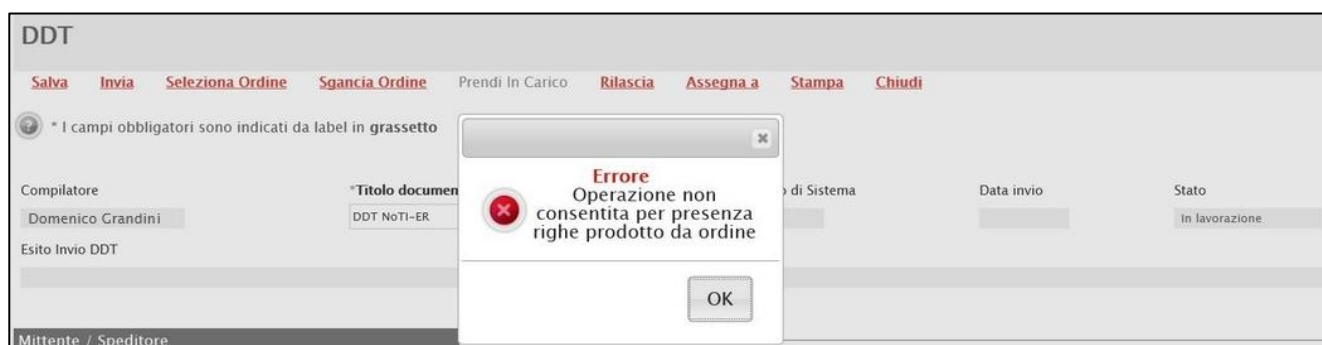 DDT
Salva Invia Seleziona Ordine Sgancia Ordine Prendi In Carico Rilascia Assegna a Stampa Chiudi
* I campi obbligatori sono indicati da label in grassetto
Errore
Operazione non
consentita per presenza
righe prodotto da ordine
OK
Compilatore *Titolo documen di Sistema Data invio Stato
Domenico Grandini DDT NoTI-ER In lavorazione
Esito Invio DDT
Mittente / Speditore